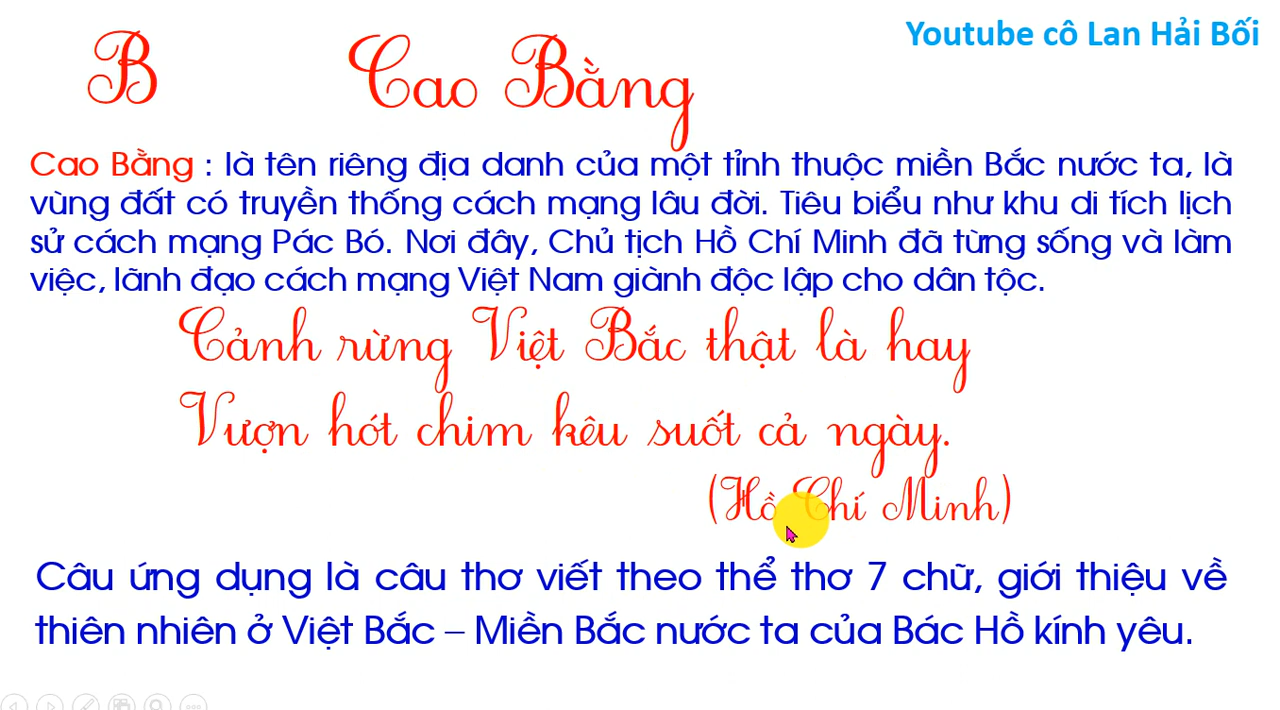 Youtube cô Lan Hải Bối
B Cao Bằng
Cao Bằng : là tên riêng địa danh của một tỉnh thuộc miền Bắc nước ta, là
vùng đất có truyền thống cách mạng lâu đời. Tiêu biểu như khu di tích lịch
sử cách mạng Pác Bó. Nơi đây, Chủ tịch Hồ Chí Minh đã từng sống và làm
việc, lãnh đạo cách mạng Việt Nam giành độc lập cho dân tộc.
Cảnh rừng Việt Bắc thật là hay
Vượn hót chim kêu suốt cả ngày.
(Hồ Chí Minh)
Câu ứng dụng là câu thơ viết theo thể thơ 7 chữ, giới thiệu về
thiên nhiên ở Việt Bắc – Miền Bắc nước ta của Bác Hồ kính yêu.